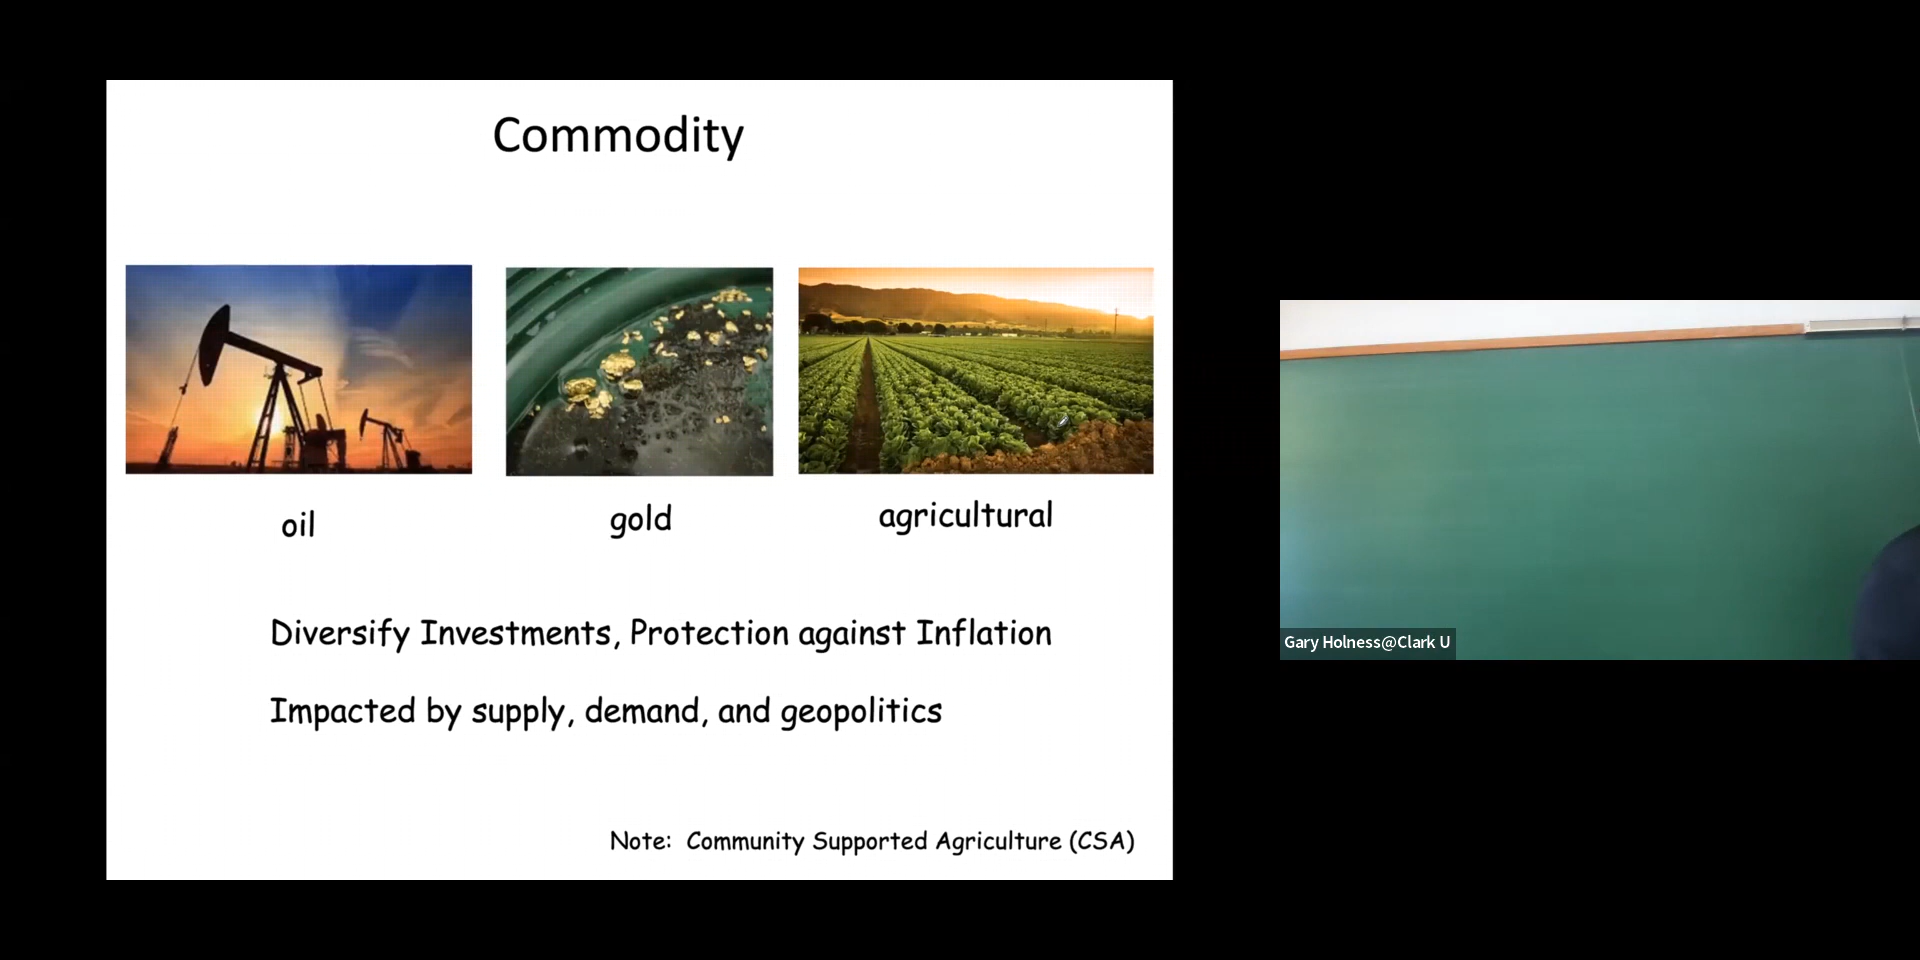 Commodity
oil
gold
agricultural
Diversify Investments, Protection against Inflation
Impacted by supply, demand, and geopolitics
Note: Community Supported Agriculture (CSA)
Gary Holness@Clark U